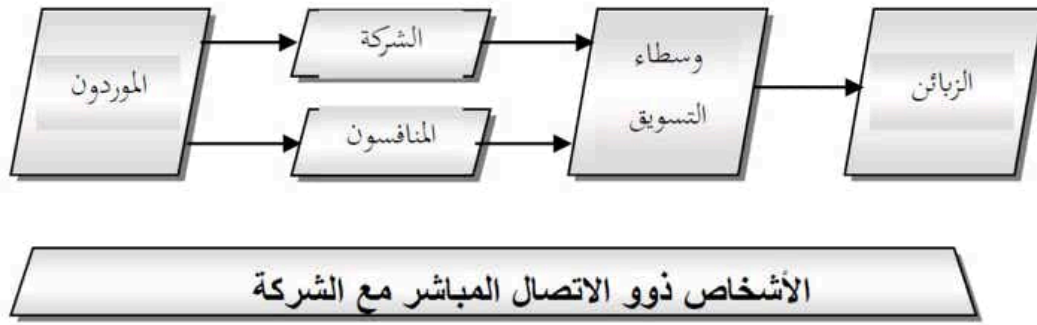 الموردون
الشركة
المنافسون
وسطاء
التسويق
الزبائن
الأشخاص ذوو الاتصال المباشر مع الشركة